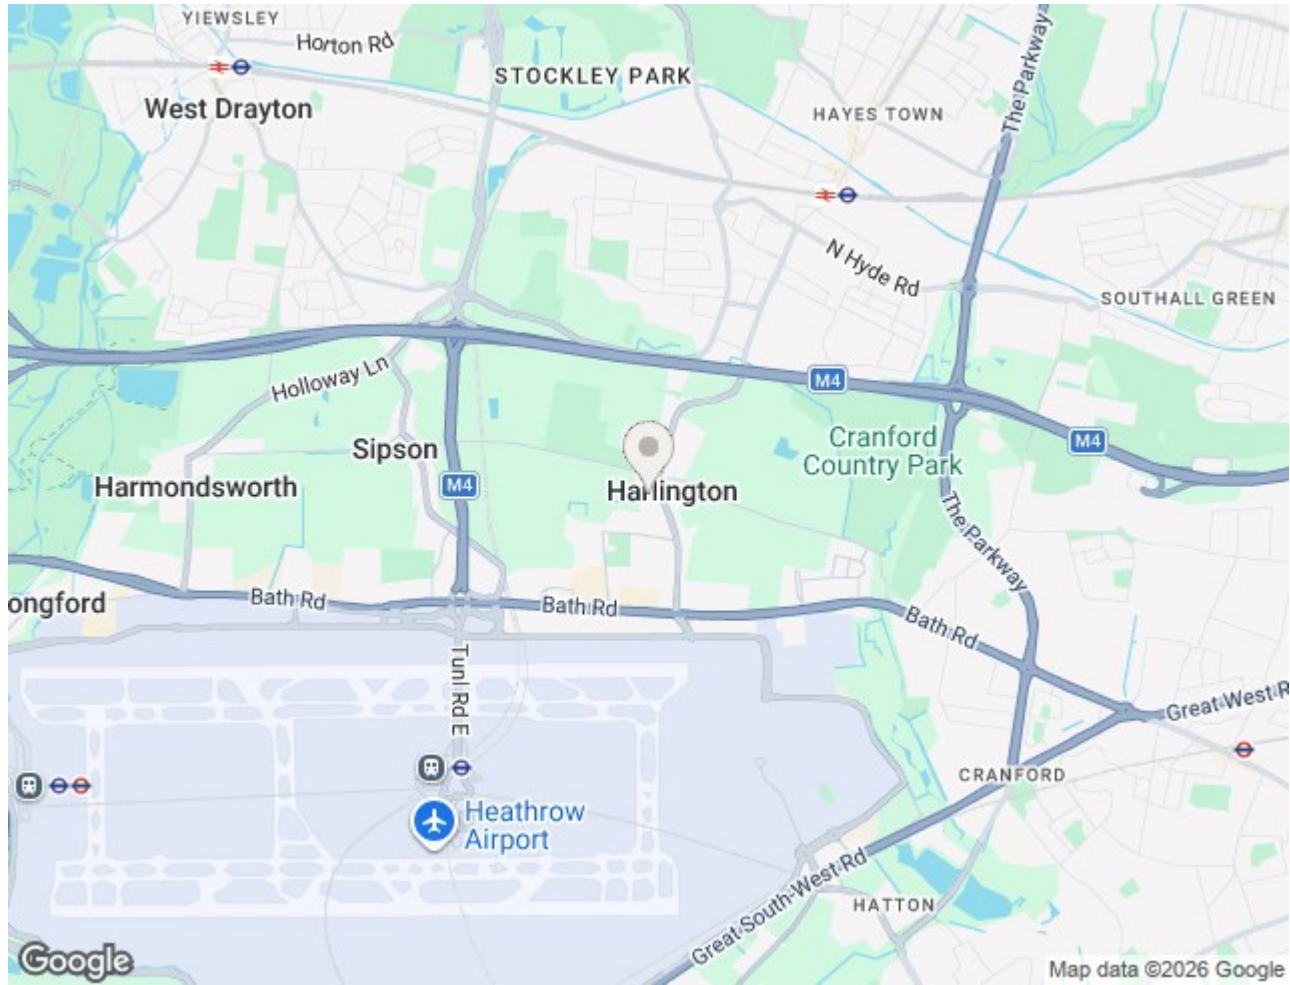 YIEWSLEY
Horton Rd
STOCKLEY PARK
West Drayton
HAYES TOWN
The Parkway
N Hyde Rd
SOUTHALL GREEN
Holloway Ln
M4
Sipson
Cranford
Country Park
M4
Harmondsworth
M4
Harlington
The Parkway
ongford
Bath Rd
Bath Rd
Bath Rd
Tunl Rd E
Great West R
CRANFORD
Heathrow
Airport
Great South-West Rd
HATTON
Google
Map data ©2026 Google